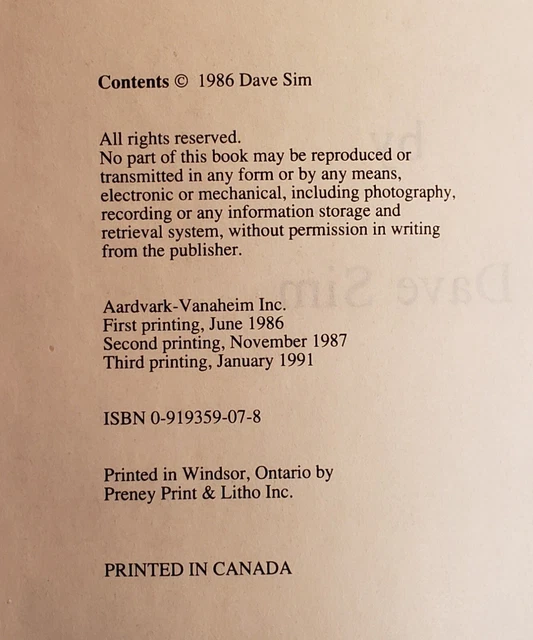 Contents © 1986 Dave Sim
All rights reserved.
No part of this book may be reproduced or
transmitted in any form or by any means,
electronic or mechanical, including photography,
recording or any information storage and
retrieval system, without permission in writing
from the publisher.
Aardvark-Vanaheim Inc.
First printing, June 1986
Second printing, November 1987
Third printing, January 1991
ISBN 0-919359-07-8
Printed in Windsor, Ontario by
Preney Print & Litho Inc.
PRINTED IN CANADA
by
Dave Sim